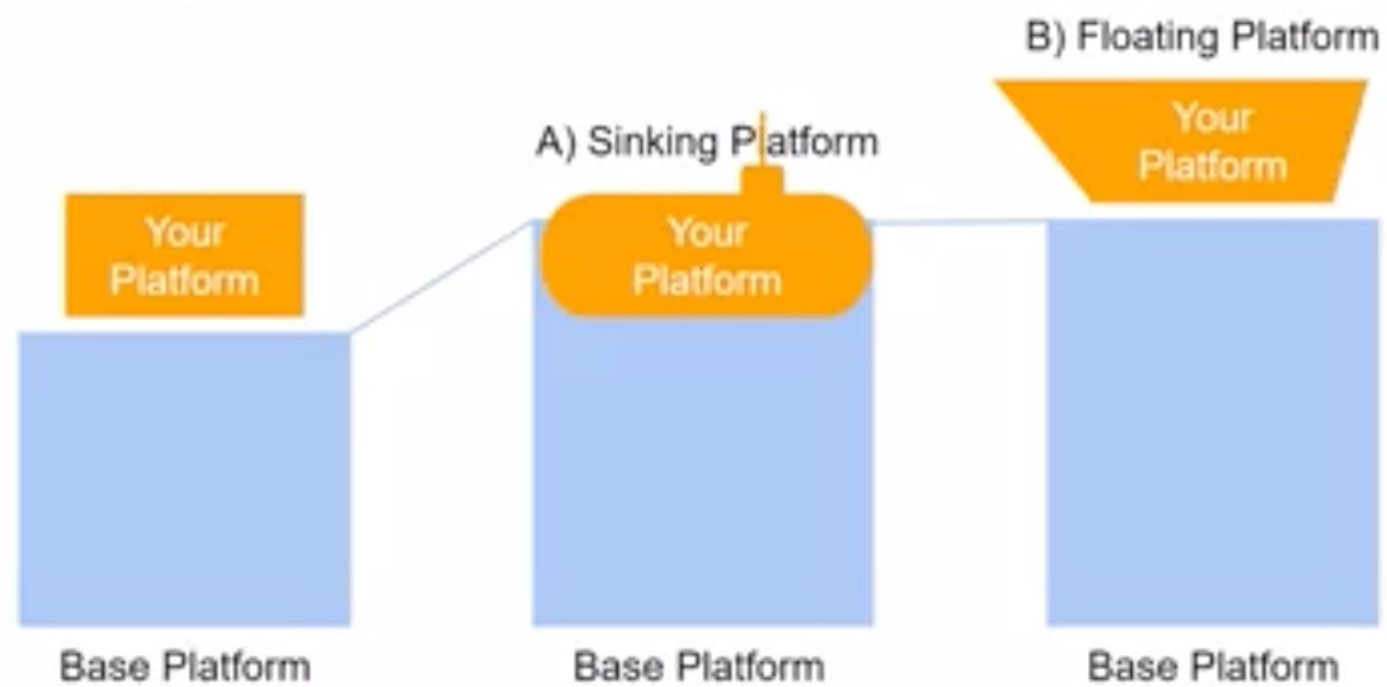 B) Floating Platform
A) Sinking Platform
Your
Platform
Your
Platform
Your
Platform
Base Platform
Base Platform
Base Platform